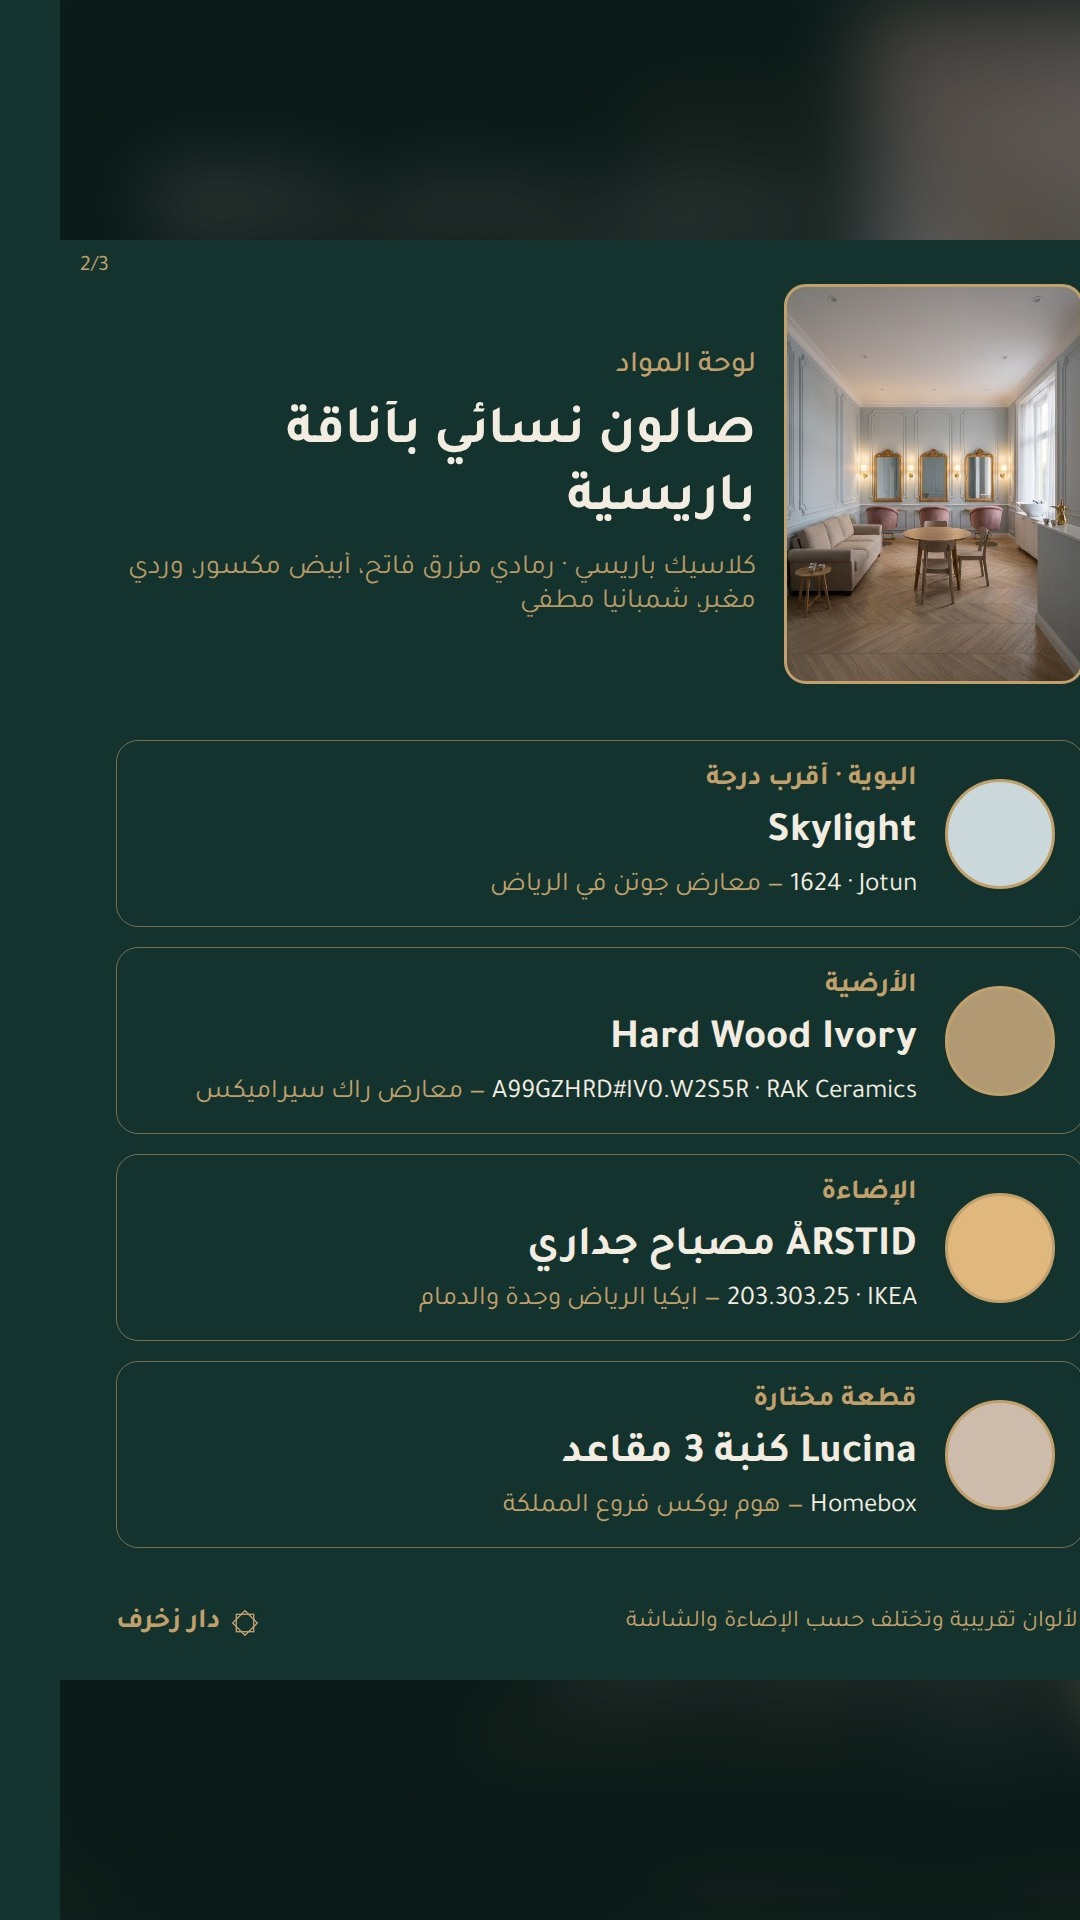 2/3
لوحة المواد
صالون نسائي بأناقة
باريسية
كلاسيك باريسي · رمادي مزرق فاتح، أبيض مكسور، وردي
مغبر، شمبانيا مطفي
البوية · أقرب درجة
Skylight
1624 · Jotun – معارض جوتن في الرياض
الأرضية
Hard Wood Ivory
A99GZHRD#IV0.W2S5R · RAK Ceramics – معارض راك سيراميكس
الإضاءة
ÅRSTID مصباح جداري
203.303.25 · IKEA – ايكيا الرياض وجدة والدمام
قطعة مختارة
Lucina كنبة 3 مقاعد
Homebox – هوم بوكس فروع المملكة
لألوان تقريبية وتختلف حسب الإضاءة والشاشة
دار زخرف